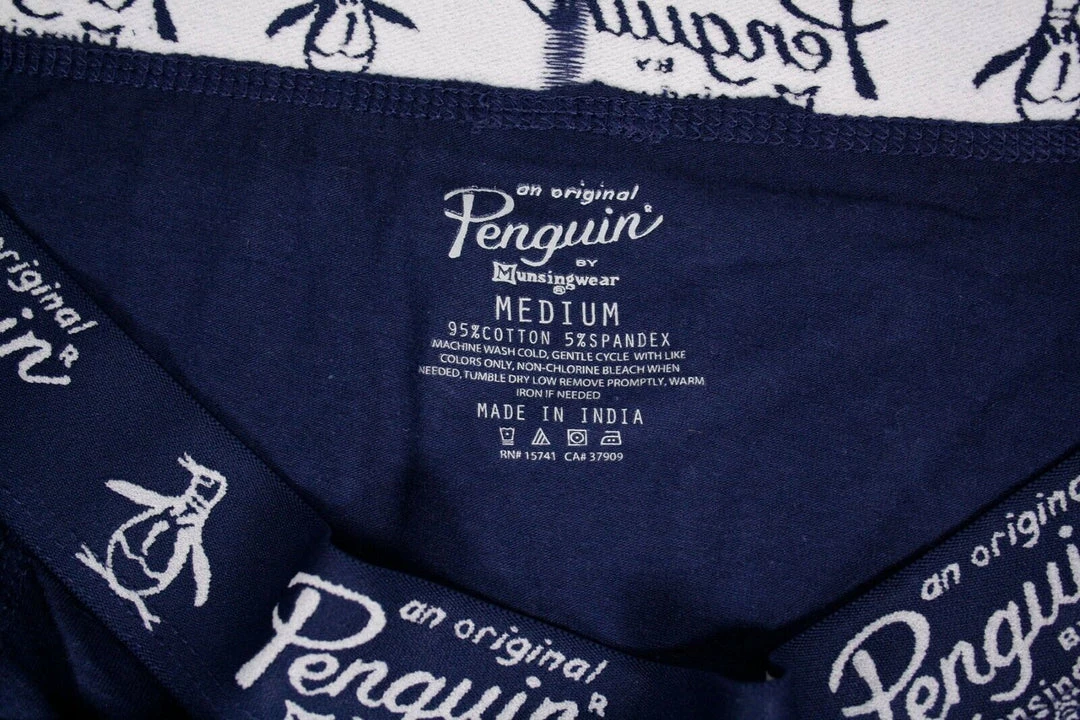 an original
Penguin®
BY
Munsingwear
®
MEDIUM
95%COTTON 5%SPANDEX
MACHINE WASH COLD, GENTLE CYCLE WITH LIKE
COLORS ONLY, NON-CHLORINE BLEACH WHEN
NEEDED, TUMBLE DRY LOW REMOVE PROMPTLY, WARM
IRON IF NEEDED
MADE IN INDIA
RN# 15741 CA# 37909
Penguin
BY
original
an original
Penguin
an original
Penguin